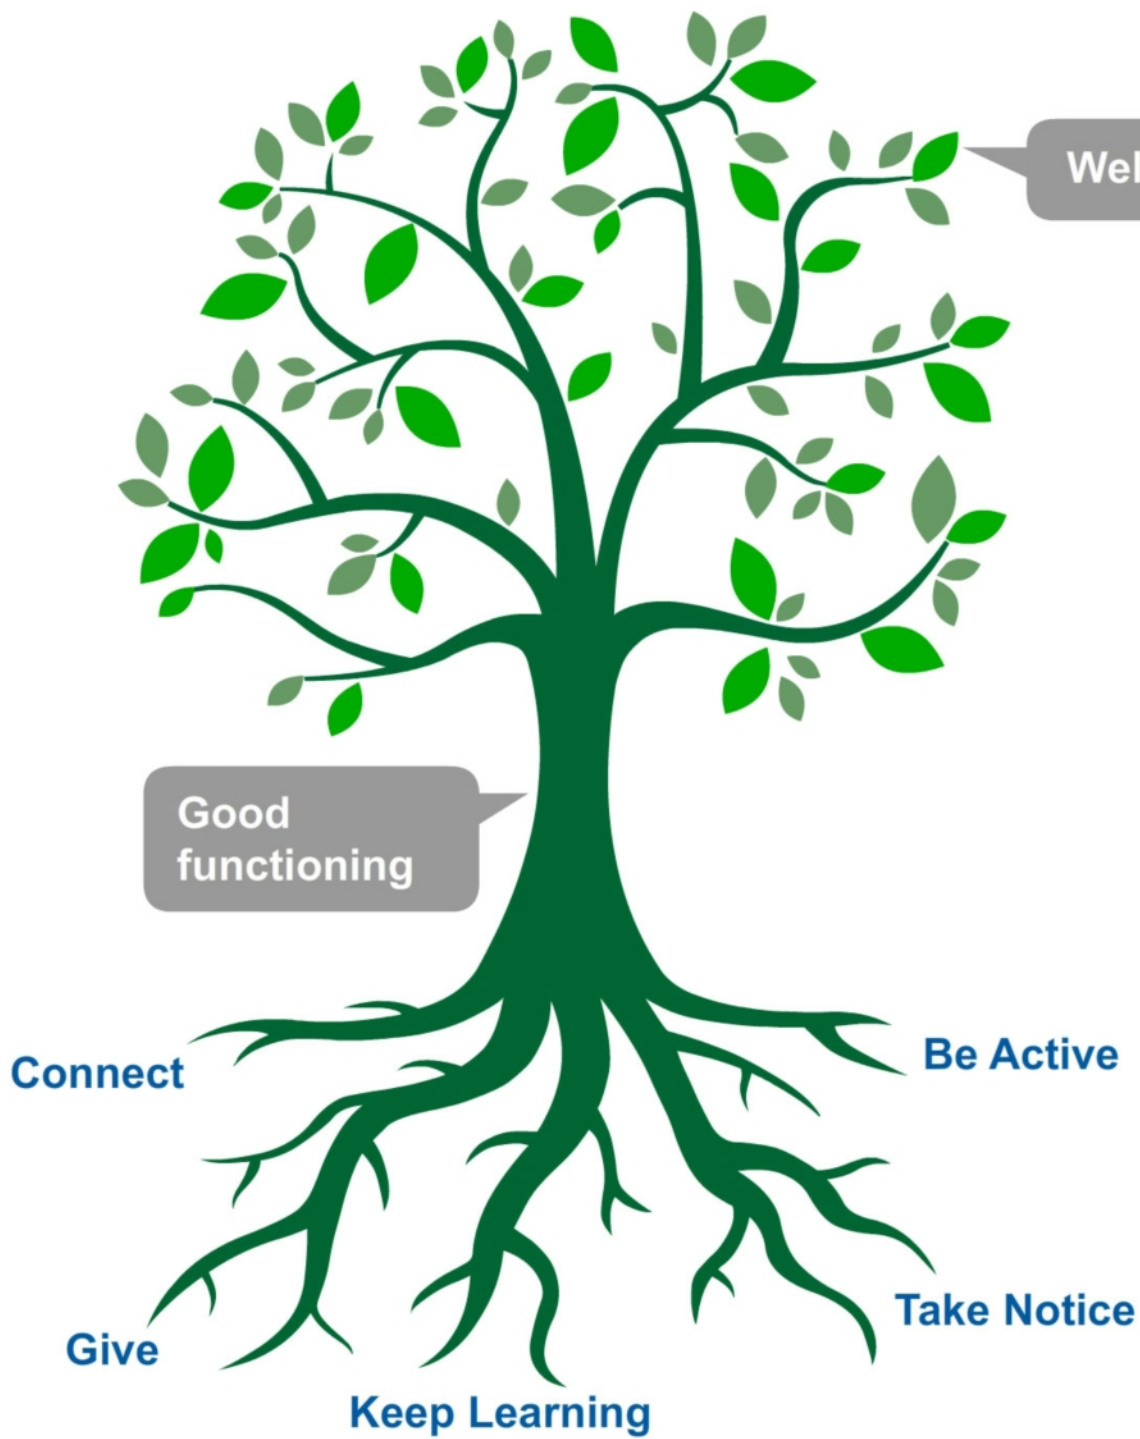 Good
functioning
Connect
Be Active
Take Notice
Give
Keep Learning